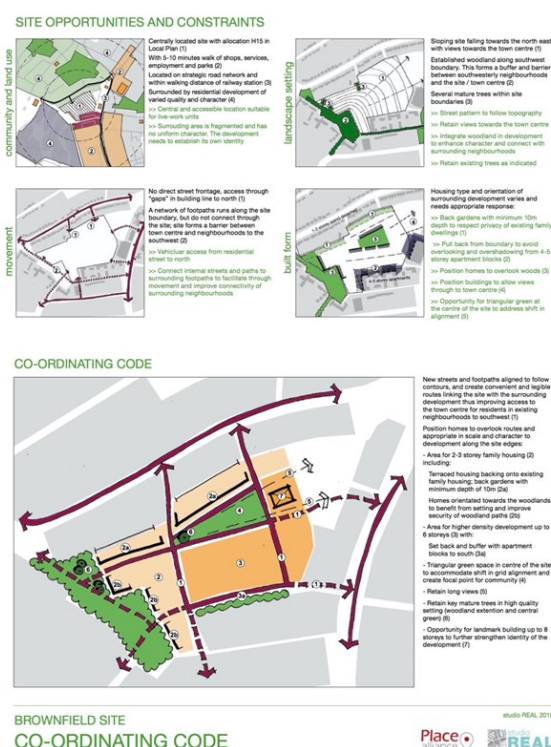 SITE OPPORTUNITIES AND CONSTRAINTS
community and land use
Centrally located site with allocation H15 in
Local Plan (1)
With 5-10 minutes walk of shops, services,
employment and parks (2)
Located on strategic road network and
within walking distance of railway station (3)
Surrounded by residential development of
varied quality and character (4)
>> Central and accessible location suitable
for live-work units
>> Surrouding area is fragmented and has
no uniform character. The development
needs to establish its own identity
landscape setting
Sloping site falling towards the north east
with views towards the town centre (1)
Established woodland along southwest
boundary. This forms a buffer and barrier
between southwesterly neighbourhoods
and the site / town centre (2)
Several mature trees within site
boundaries (3)
>> Street pattern to follow topography
>> Retain views towards the town centre
>> Integrate woodland in development
to enhance character and connect with
surrounding neighbourhoods
>> Retain existing trees as indicated
movement
No direct street frontage, access through
"gaps" in building line to north (1)
A network of footpaths runs along the site
boundary, but do not connect through
the site; site forms a barrier between
town centre and neighbourhoods to the
southwest (2)
>> Vehicluar access from residential
street to north
>> Connect internal streets and paths to
surrounding footpaths to facilitate through
movement and improve connectivity of
surrounding neighbourhoods
built form
Housing type and orientation of
surrounding development varies and
needs appropriate response:
>> Back gardens with minimum 10m
depth to respect privacy of existing family
dwellings (1)
>> Pull back from boundary to avoid
overlooking and overshadowing from 4-5
storey apartment blocks (2)
>> Position homes to overlook woods (3)
>> Position buildings to allow views
through to town centre (4)
>> Opportunity for triangular green at
the centre of the site to address shift in
alignment (5)
CO-ORDINATING CODE
2a
2a
2b
2b
2b
2
1
3
3a
4
5
5
6
6
7
1
1
1
New streets and footpaths aligned to follow
contours, and create convenient and legible
routes linking the site with the surrounding
development thus improving access to
the town centre for residents in existing
neighbourhoods to southwest (1)
Position homes to overlook routes and
appropriate in scale and character to
development along the site edges:
- Area for 2-3 storey family housing (2)
including:
Terraced housing backing onto existing
family housing; back gardens with
minimum depth of 10m (2a)
Homes orientated towards the woodlands
to benefit from setting and improve
security of woodland paths (2b)
- Area for higher density development up to
6 storeys (3) with:
Set back and buffer with apartment
blocks to south (3a)
- Triangular green space in centre of the site
to accommodate shift in grid alignment and
create focal point for community (4)
- Retain long views (5)
- Retain key mature trees in high quality
setting (woodland extention and central
green) (6)
- Opportunity for landmark building up to 8
storeys to further strengthen identity of the
development (7)
studio REAL 2016
BROWNFIELD SITE
CO-ORDINATING CODE
Place
alliance
studio
REAL